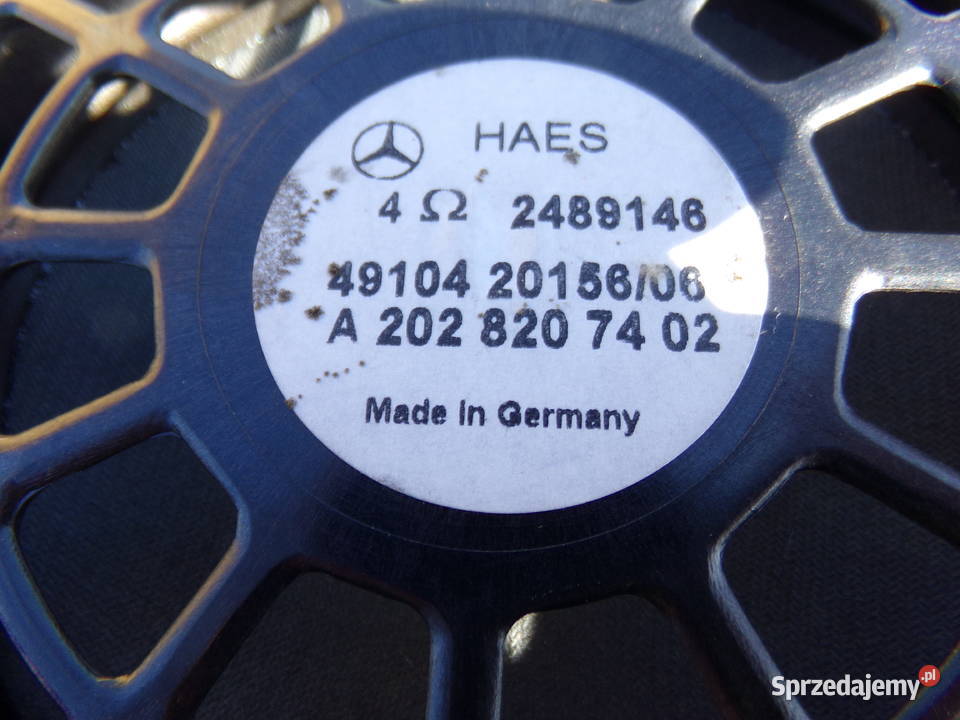 HAES
4 Ω 2489146
49104 20156/06
A 202 820 74 02
Made in Germany
Sprzedajemy.pl